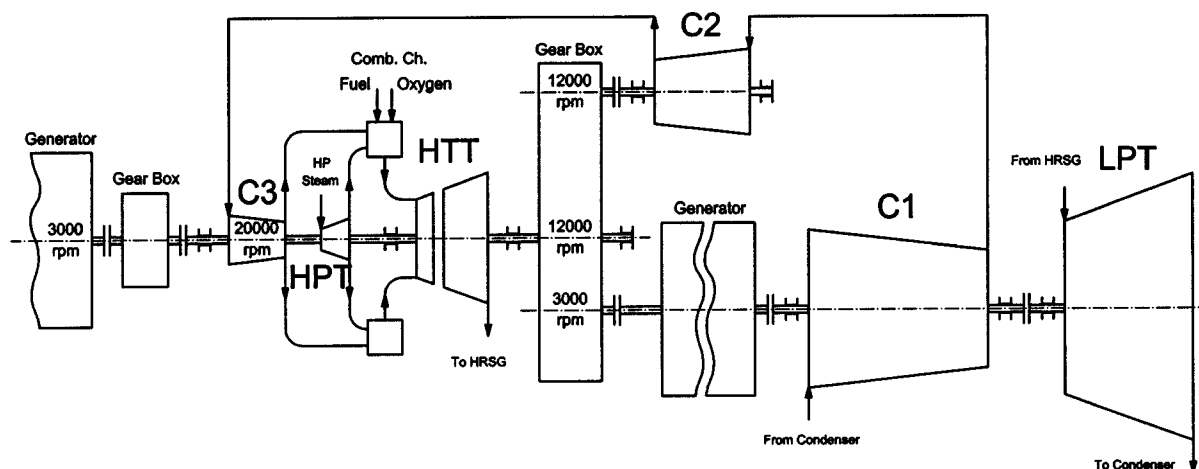 C2
Gear Box
Comb. Ch.
Fuel
Oxygen
12000
rpm
Generator
HTT
LPT
From HRSG
HP
Steam
Gear Box
C3
C1
Generator
3000
rpm
20000
rpm
12000
rpm
HPT
3000
rpm
To HRSG
From Condenser
To Condenser